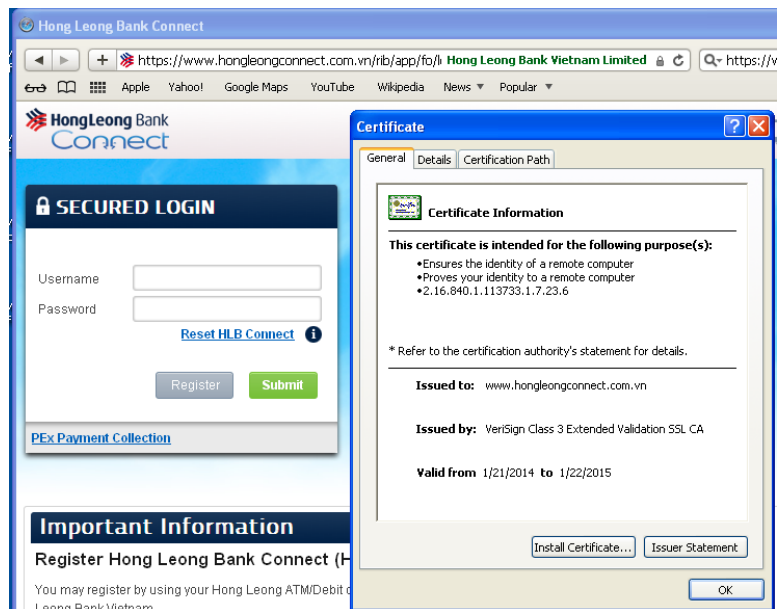 Hong Leong Bank Connect
https://www.hongleongconnect.com.vn/rib/app/fo/l Hong Leong Bank Vietnam Limited
https://w
Apple Yahoo! Google Maps YouTube Wikipedia News ▼ Popular ▼
HongLeong Bank
Connect
SECURED LOGIN
Username
Password
Reset HLB Connect
Register Submit
PEx Payment Collection
Important Information
Register Hong Leong Bank Connect (H
You may register by using your Hong Leong ATM/Debit c
Leong Bank Vietnam
Certificate
General Details Certification Path
Certificate Information
This certificate is intended for the following purpose(s):
•Ensures the identity of a remote computer
•Proves your identity to a remote computer
•2.16.840.1.113733.1.7.23.6
* Refer to the certification authority's statement for details.
Issued to: www.hongleongconnect.com.vn
Issued by: VeriSign Class 3 Extended Validation SSL CA
Valid from 1/21/2014 to 1/22/2015
Install Certificate... Issuer Statement
OK